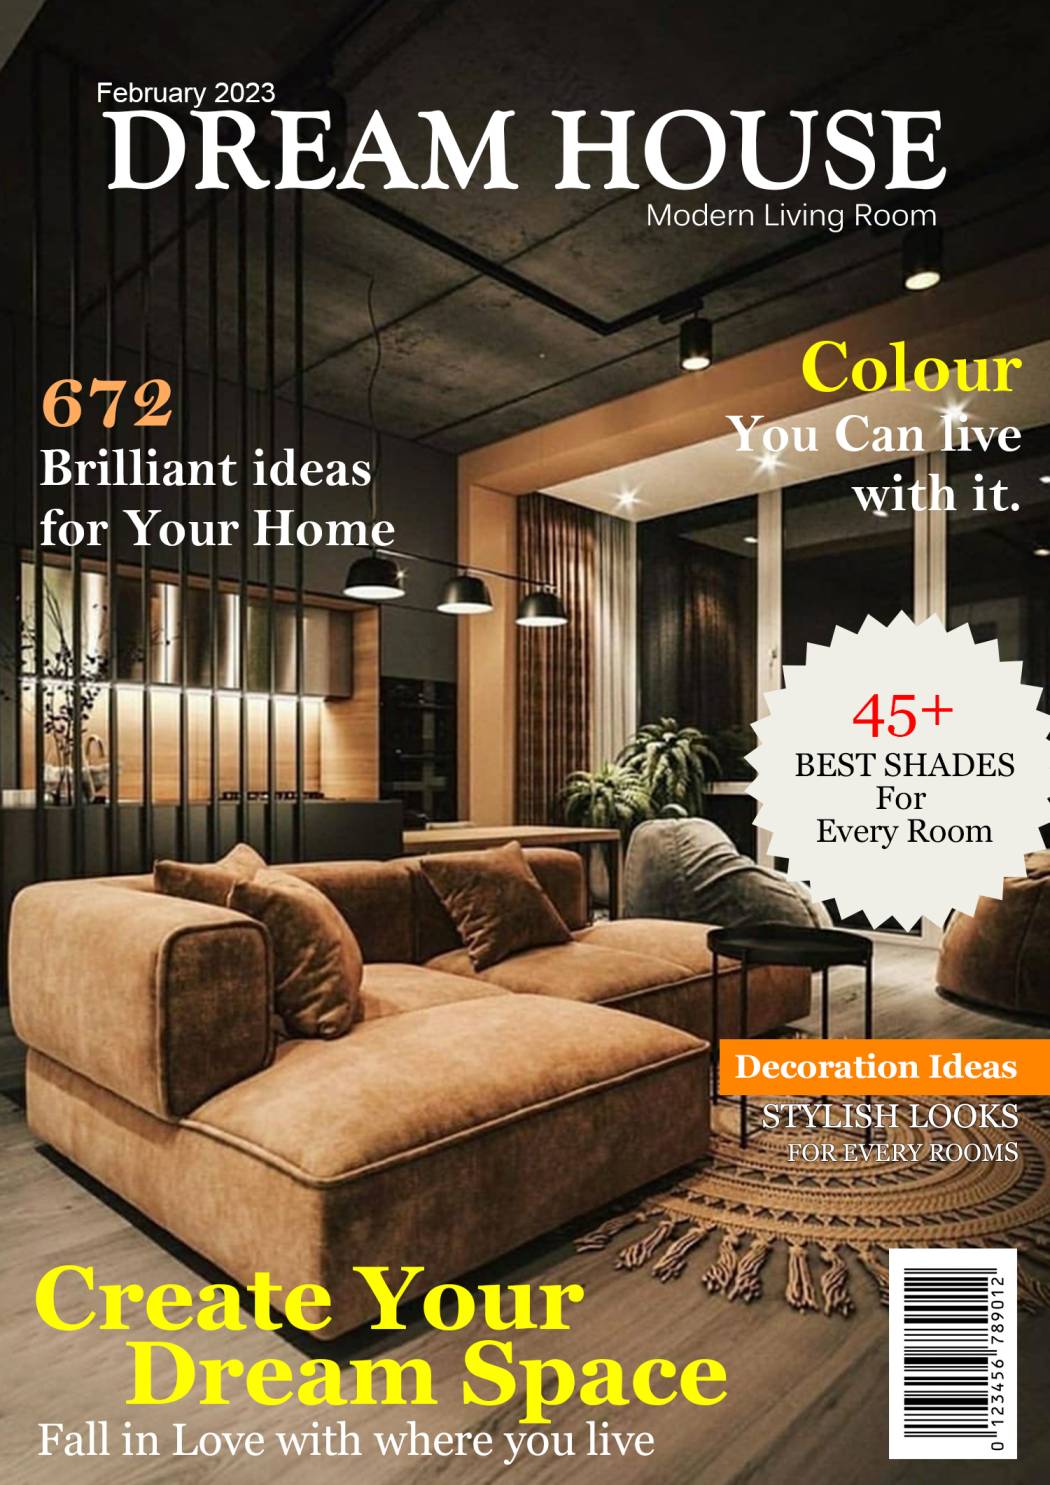 February 2023
DREAM HOUSE
Modern Living Room
672
Brilliant ideas
for Your Home
Colour
You Can live
with it.
45+
BEST SHADES
For
Every Room
Decoration Ideas
STYLISH LOOKS
FOR EVERY ROOMS
Create Your
Dream Space
Fall in Love with where you live
0 123456 789012